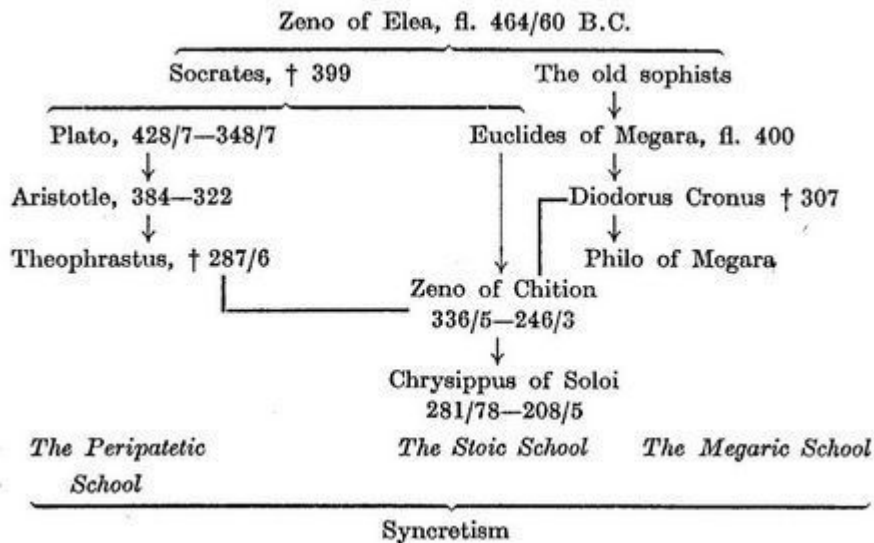 Zeno of Elea, fl. 464/60 B.C.
Socrates, † 399 The old sophists
Plato, 428/7—348/7 Euclides of Megara, fl. 400
Aristotle, 384—322 Diodorus Cronus † 307
Theophrastus, † 287/6 Philo of Megara
Zeno of Chition
336/5—246/3
Chrysippus of Soloi
281/78—208/5
The Peripatetic The Stoic School The Megaric School
School
Syncretism